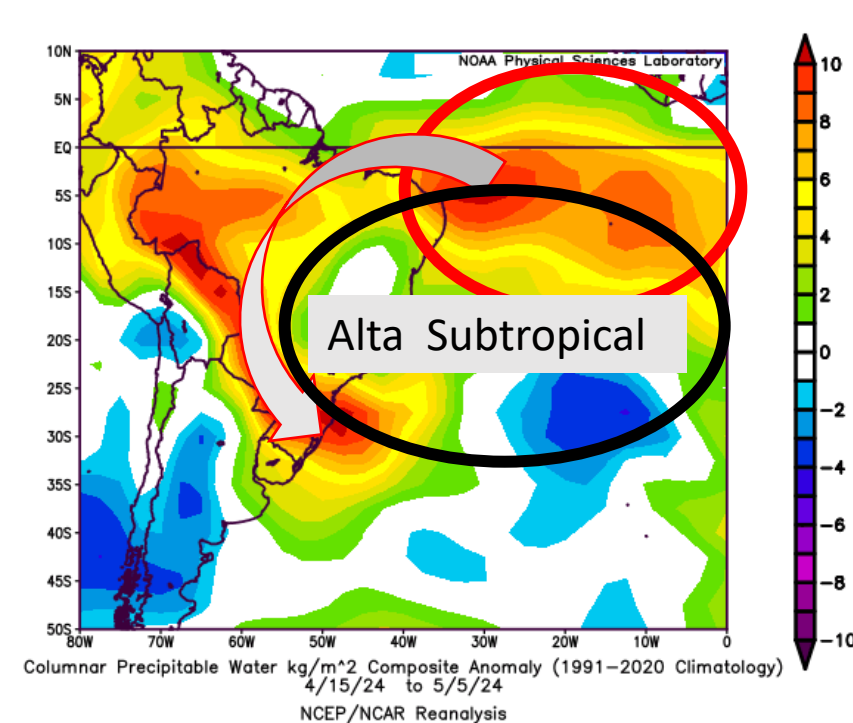 NOAA Physical Sciences Laboratory
10N
5N
EQ
5S
10S
15S
20S
25S
30S
35S
40S
45S
50S
80W 70W 60W 50W 40W 30W 20W 10W 0
10
8
6
4
2
0
−2
−4
−6
−8
−10
Alta Subtropical
Columnar Precipitable Water kg/m^2 Composite Anomaly (1991−2020 Climatology)
4/15/24 to 5/5/24
NCEP/NCAR Reanalysis